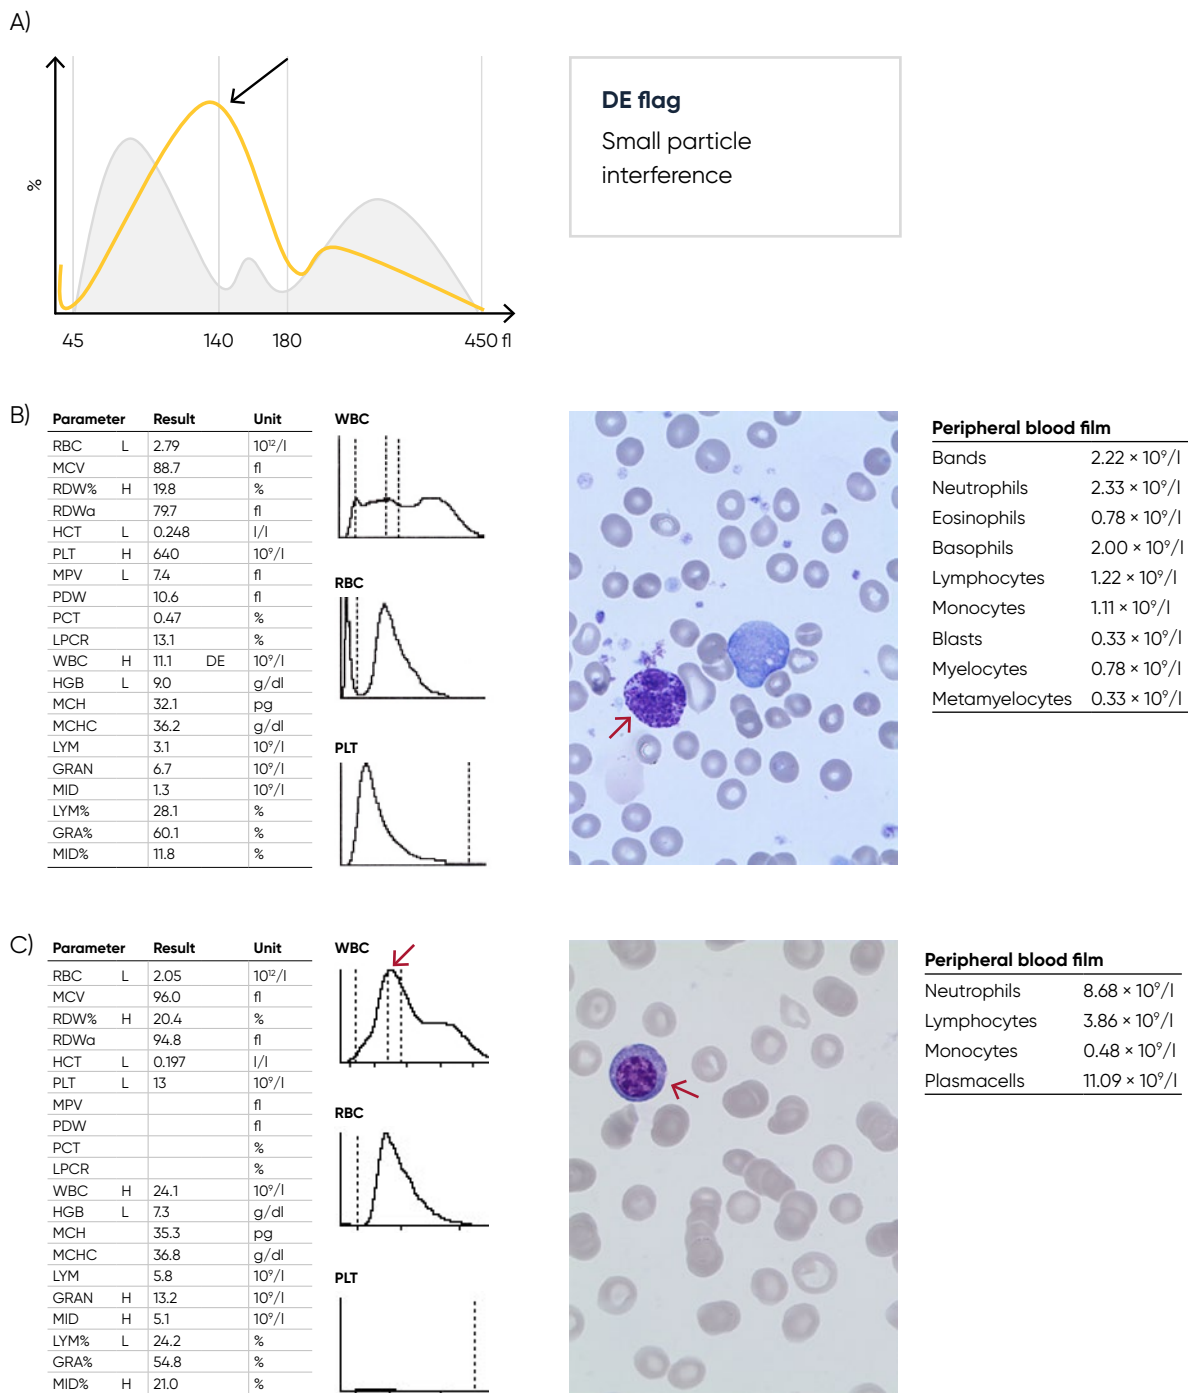 A)
%
45 140 180 450 fl
DE flag
Small particle
interference
B)
Parameter Result Unit
RBC L 2.79 10¹²/l
MCV 88.7 fl
RDW% H 19.8 %
RDWa 79.7 fl
HCT L 0.248 l/l
PLT H 640 10⁹/l
MPV L 7.4 fl
PDW 10.6 fl
PCT 0.47 %
LPCR 13.1 %
WBC H 11.1 DE 10⁹/l
HGB L 9.0 g/dl
MCH 32.1 pg
MCHC 36.2 g/dl
LYM 3.1 10⁹/l
GRAN 6.7 10⁹/l
MID 1.3 10⁹/l
LYM% 28.1 %
GRA% 60.1 %
MID% 11.8 %
WBC
RBC
PLT
Peripheral blood film
Bands 2.22 × 10⁹/l
Neutrophils 2.33 × 10⁹/l
Eosinophils 0.78 × 10⁹/l
Basophils 2.00 × 10⁹/l
Lymphocytes 1.22 × 10⁹/l
Monocytes 1.11 × 10⁹/l
Blasts 0.33 × 10⁹/l
Myelocytes 0.78 × 10⁹/l
Metamyelocytes 0.33 × 10⁹/l
C)
Parameter Result Unit
RBC L 2.05 10¹²/l
MCV 96.0 fl
RDW% H 20.4 %
RDWa 94.8 fl
HCT L 0.197 l/l
PLT L 13 10⁹/l
MPV fl
PDW fl
PCT %
LPCR %
WBC H 24.1 10⁹/l
HGB L 7.3 g/dl
MCH 35.3 pg
MCHC 36.8 g/dl
LYM 5.8 10⁹/l
GRAN H 13.2 10⁹/l
MID H 5.1 10⁹/l
LYM% L 24.2 %
GRA% 54.8 %
MID% H 21.0 %
WBC
RBC
PLT
Peripheral blood film
Neutrophils 8.68 × 10⁹/l
Lymphocytes 3.86 × 10⁹/l
Monocytes 0.48 × 10⁹/l
Plasmacells 11.09 × 10⁹/l